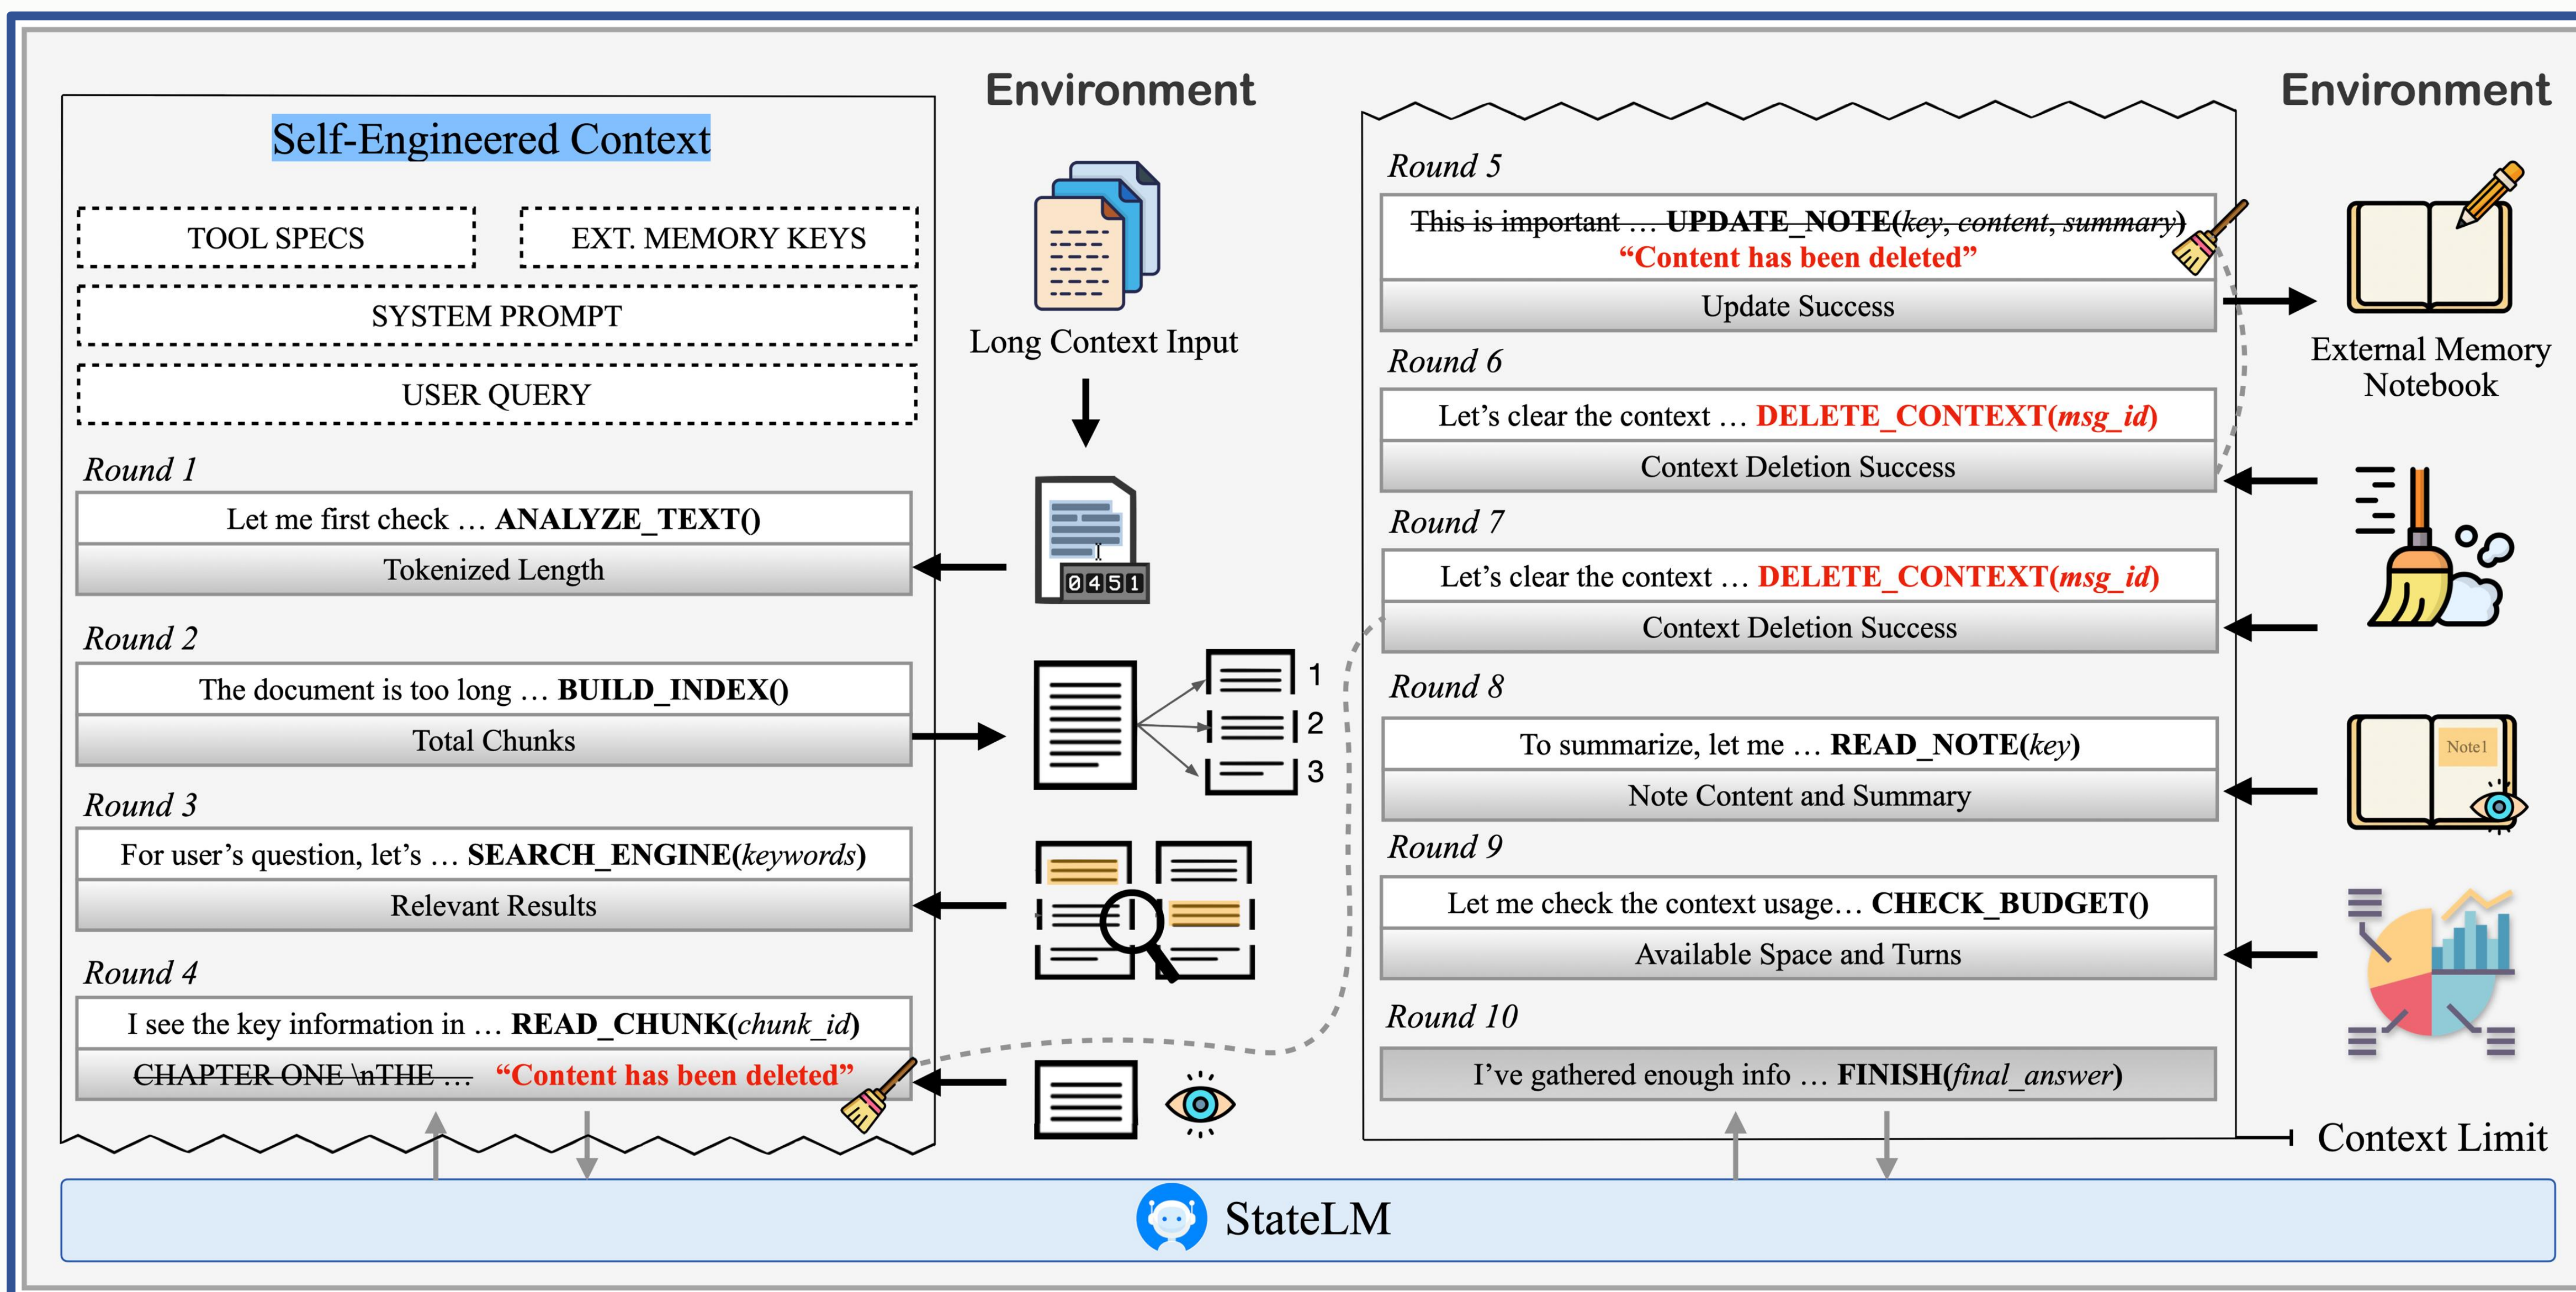 Self-Engineered Context
TOOL SPECS
EXT. MEMORY KEYS
SYSTEM PROMPT
USER QUERY
Round 1
Let me first check … ANALYZE_TEXT()
Tokenized Length
Round 2
The document is too long … BUILD_INDEX()
Total Chunks
Round 3
For user’s question, let’s … SEARCH_ENGINE(keywords)
Relevant Results
Round 4
I see the key information in … READ_CHUNK(chunk_id)
CHAPTER ONE \nTHE … “Content has been deleted”
Environment
Long Context Input
0451
1
2
3
Round 5
This is important … UPDATE_NOTE(key, content, summary)
“Content has been deleted”
Update Success
Round 6
Let’s clear the context … DELETE_CONTEXT(msg_id)
Context Deletion Success
Round 7
Let’s clear the context … DELETE_CONTEXT(msg_id)
Context Deletion Success
Round 8
To summarize, let me … READ_NOTE(key)
Note Content and Summary
Round 9
Let me check the context usage… CHECK_BUDGET()
Available Space and Turns
Round 10
I’ve gathered enough info … FINISH(final_answer)
Environment
External Memory
Notebook
Note1
Context Limit
StateLM